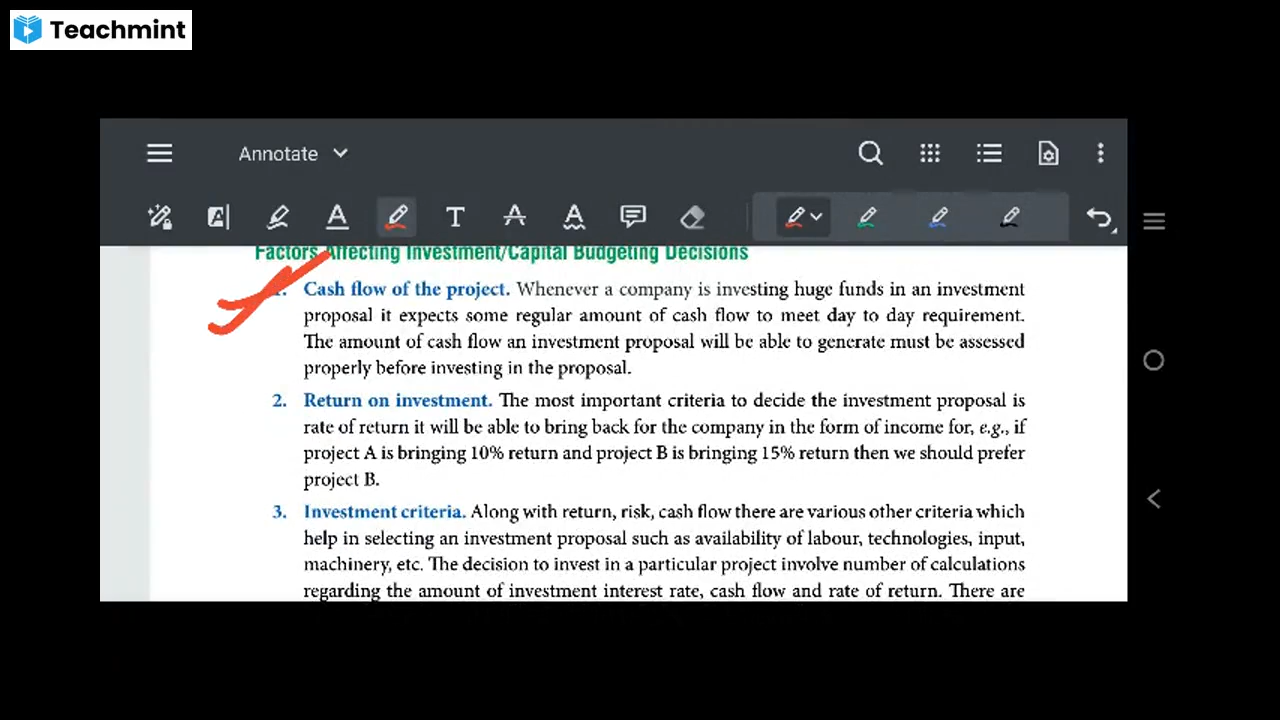 Teachmint
Annotate
Factors Affecting Investment/Capital Budgeting Decisions
1. Cash flow of the project. Whenever a company is investing huge funds in an investment
proposal it expects some regular amount of cash flow to meet day to day requirement.
The amount of cash flow an investment proposal will be able to generate must be assessed
properly before investing in the proposal.
2. Return on investment. The most important criteria to decide the investment proposal is
rate of return it will be able to bring back for the company in the form of income for, e.g., if
project A is bringing 10% return and project B is bringing 15% return then we should prefer
project B.
3. Investment criteria. Along with return, risk, cash flow there are various other criteria which
help in selecting an investment proposal such as availability of labour, technologies, input,
machinery, etc. The decision to invest in a particular project involve number of calculations
regarding the amount of investment interest rate, cash flow and rate of return. There are